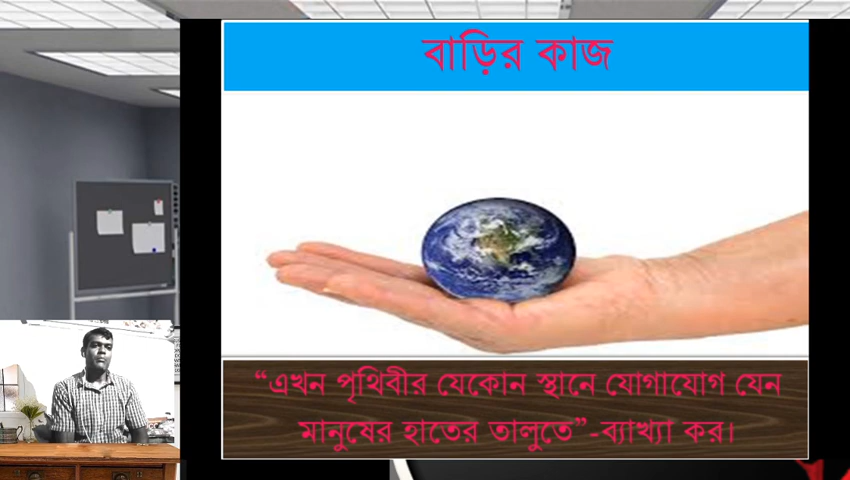 বাড়ির কাজ
“এখন পৃথিবীর যেকোন স্থানে যোগাযোগ যেন
মানুষের হাতের তালুতে”-ব্যাখ্যা কর।